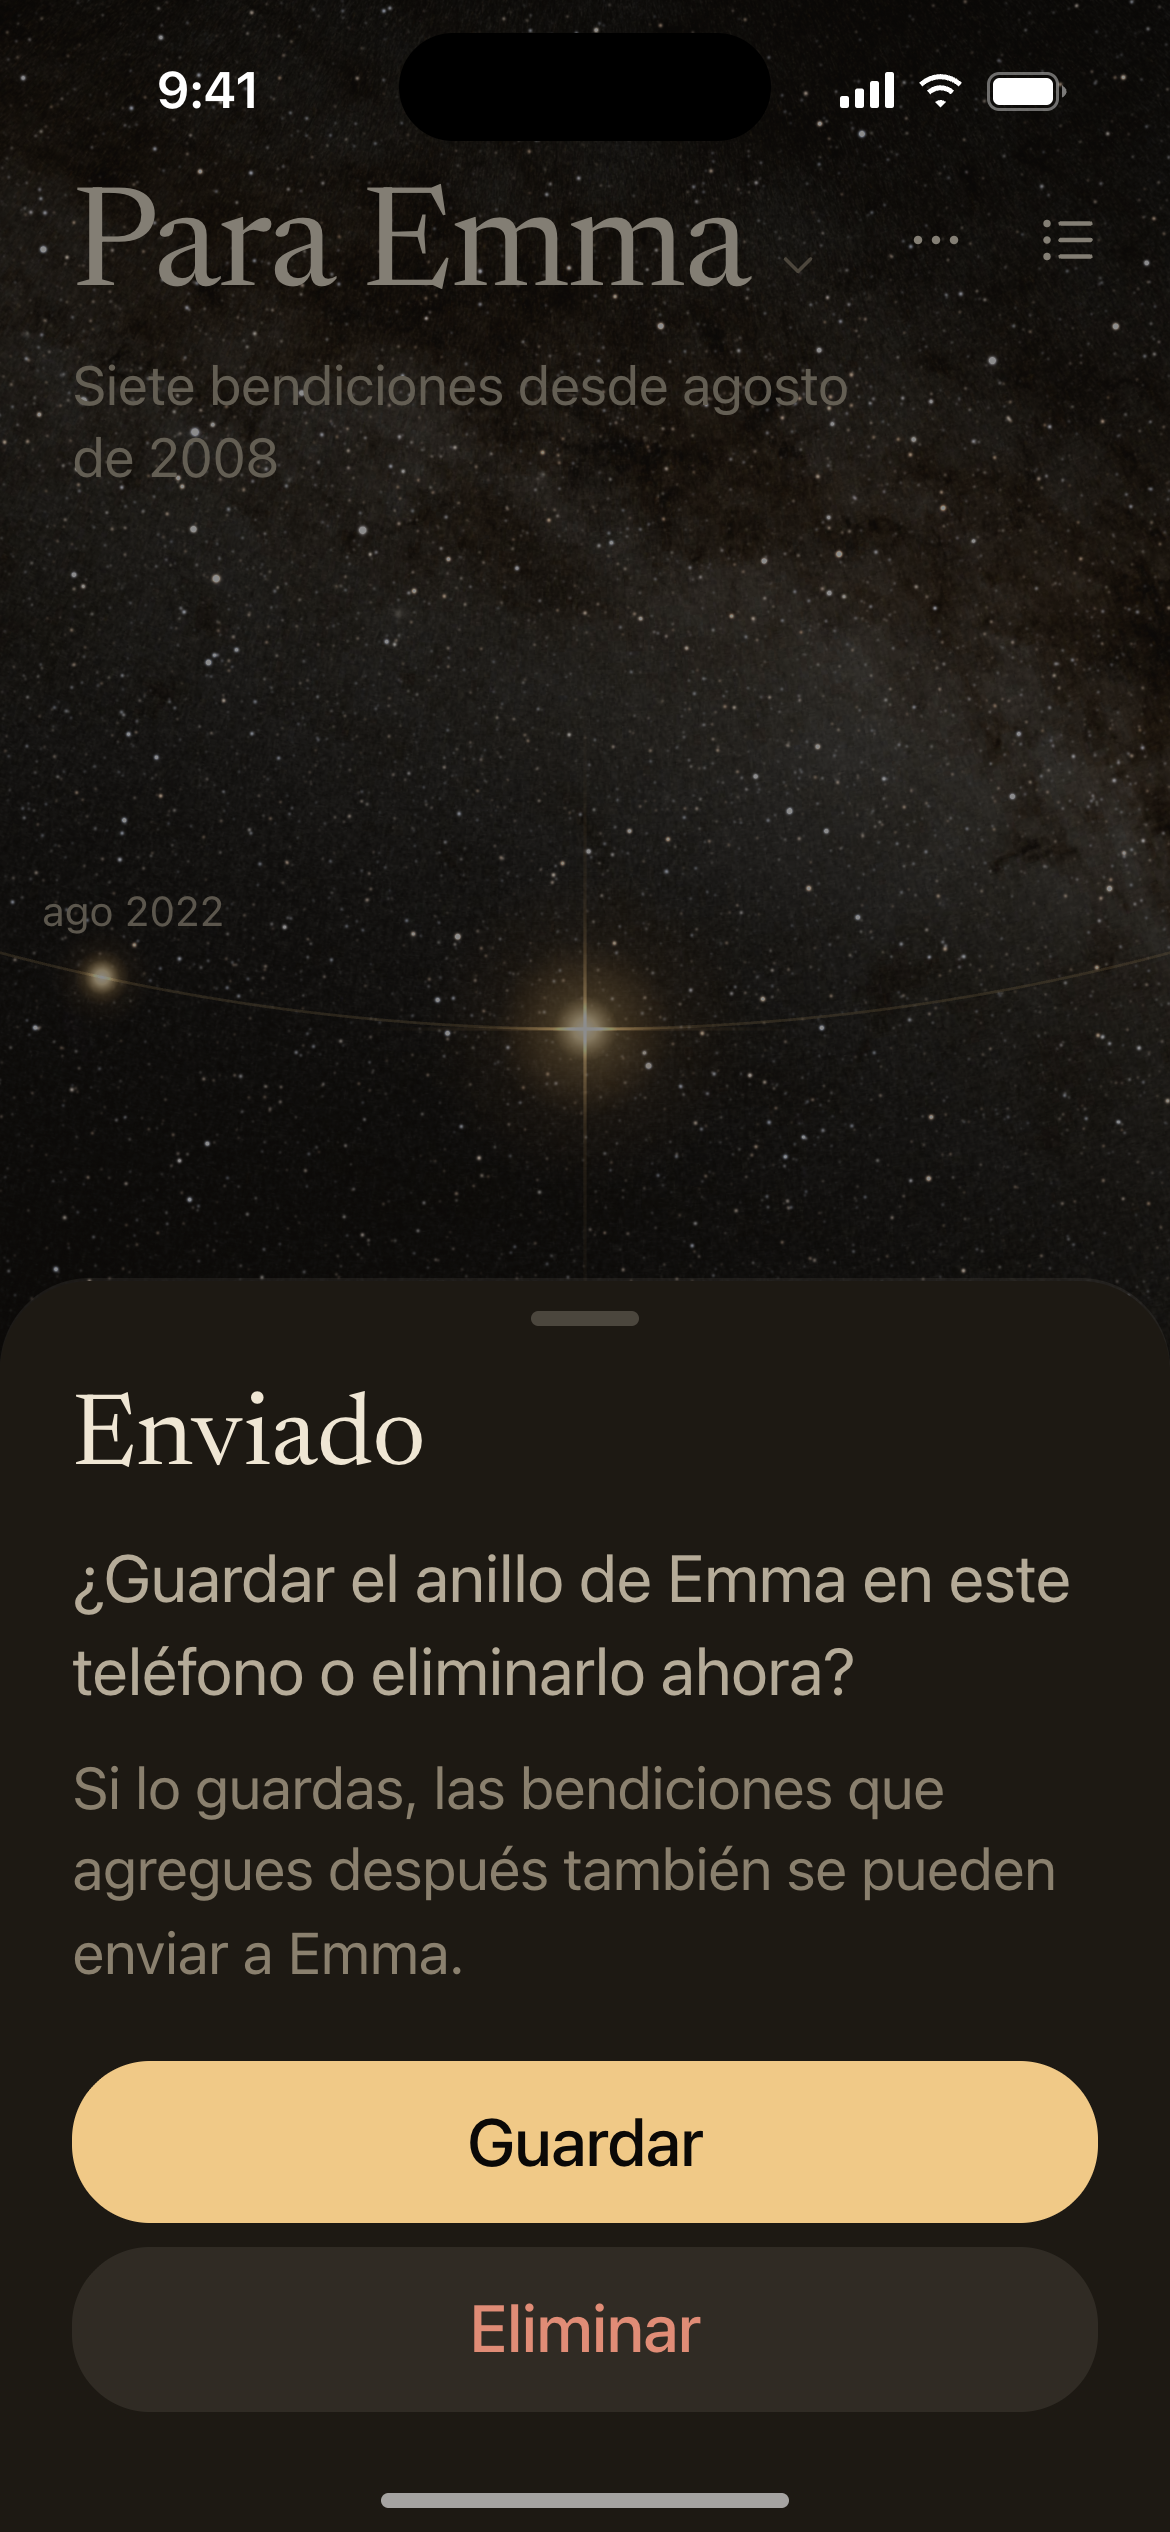 9:41
Para Emma
Siete bendiciones desde agosto
de 2008
ago 2022
Enviado
¿Guardar el anillo de Emma en este
teléfono o eliminarlo ahora?
Si lo guardas, las bendiciones que
agregues después también se pueden
enviar a Emma.
Guardar
Eliminar